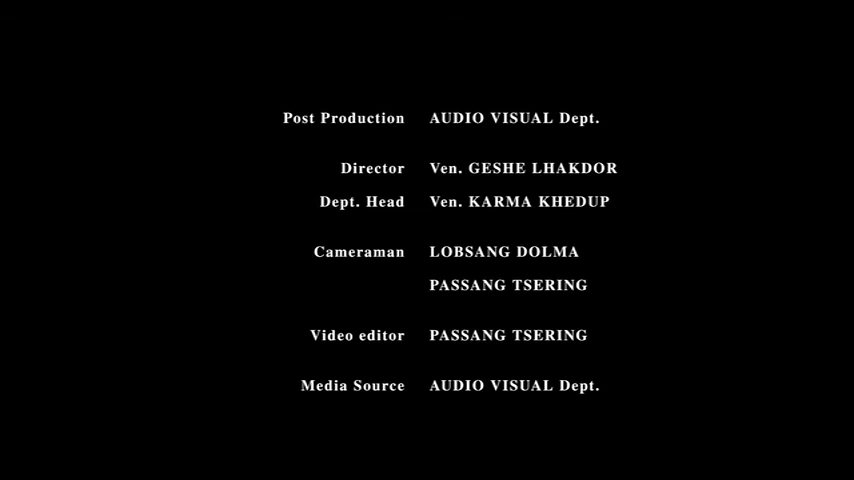 Post Production AUDIO VISUAL Dept.
Director Ven. GESHE LHAKDOR
Dept. Head Ven. KARMA KHEDUP
Cameraman LOBSANG DOLMA
PASSANG TSERING
Video editor PASSANG TSERING
Media Source AUDIO VISUAL Dept.